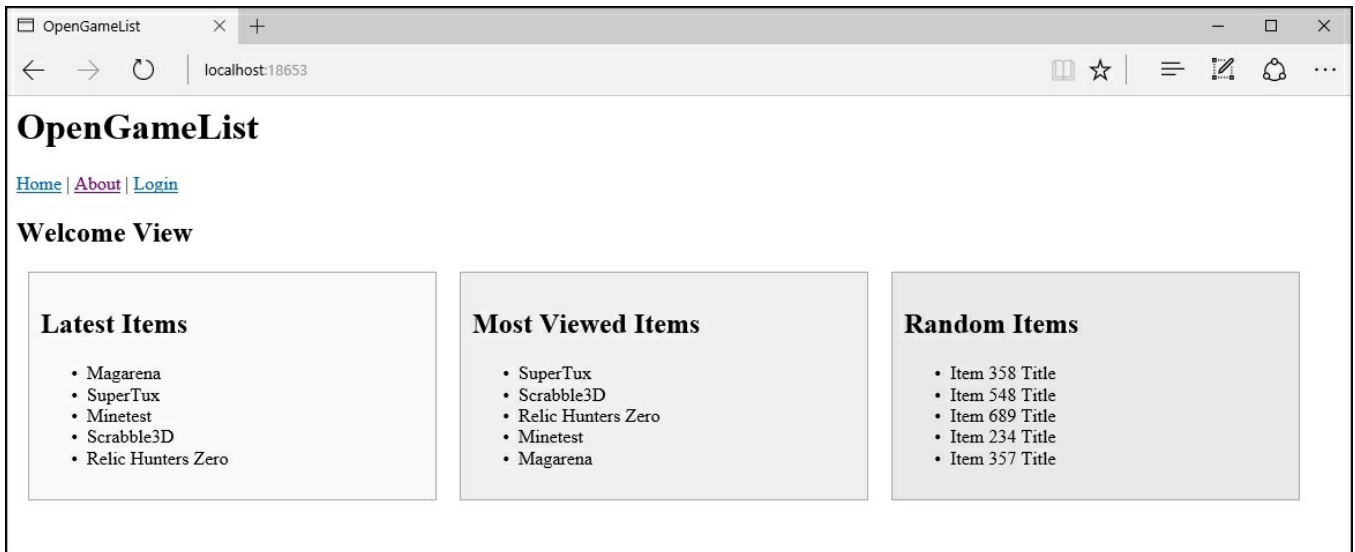 OpenGameList
localhost:18653
OpenGameList
Home | About | Login
Welcome View
Latest Items
• Magarena
• SuperTux
• Minetest
• Scrabble3D
• Relic Hunters Zero
Most Viewed Items
• SuperTux
• Scrabble3D
• Relic Hunters Zero
• Minetest
• Magarena
Random Items
• Item 358 Title
• Item 548 Title
• Item 689 Title
• Item 234 Title
• Item 357 Title